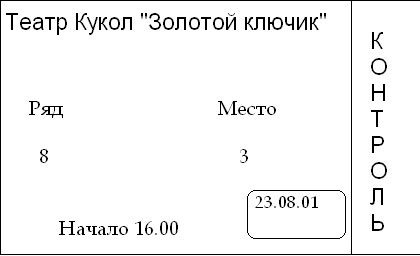 Театр Кукол "Золотой ключик"
Ряд Место
8 3
23.08.01
Начало 16.00
КОНТРОЛЬ